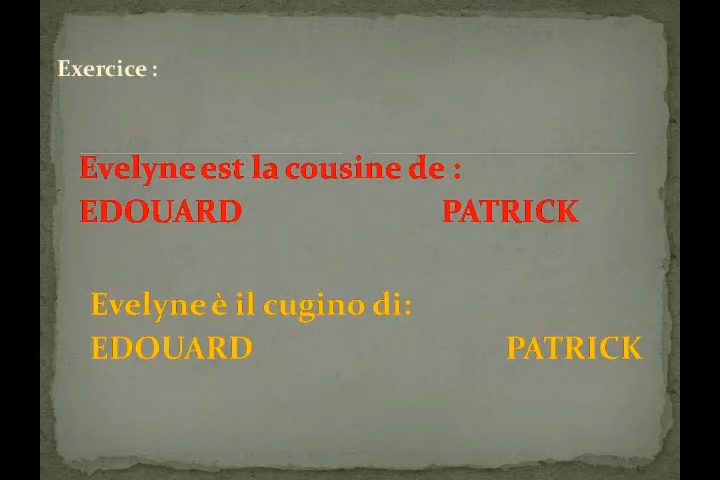 Exercice :
Evelyne est la cousine de :
EDOUARD PATRICK
Evelyne è il cugino di:
EDOUARD PATRICK